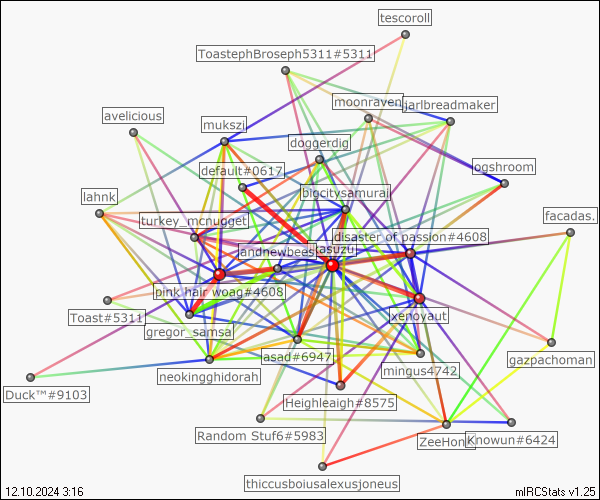 tescoroll
ToastephBroseph5311#5311
moonraven
jarlbreadmaker
avelicious
mukszi
doggerdig
ogshroom
default#0617
bigcitysamurai
lahnk
turkey_mcnugget
facadas.
disaster of passion#4608
landnewbees
kasuzu
pink hair woag#4608
Toast#5311
xenoyaut
gregor_samsa
asad#6947
gazpachoman
mingus4742
neokingghidorah
Duck™#9103
Heighleaigh#8575
Random Stuf6#5983
ZeeHon
Knowun#6424
thiccusboiusalexusjoneus
12.10.2024 3:16
mIRCStats v1.25